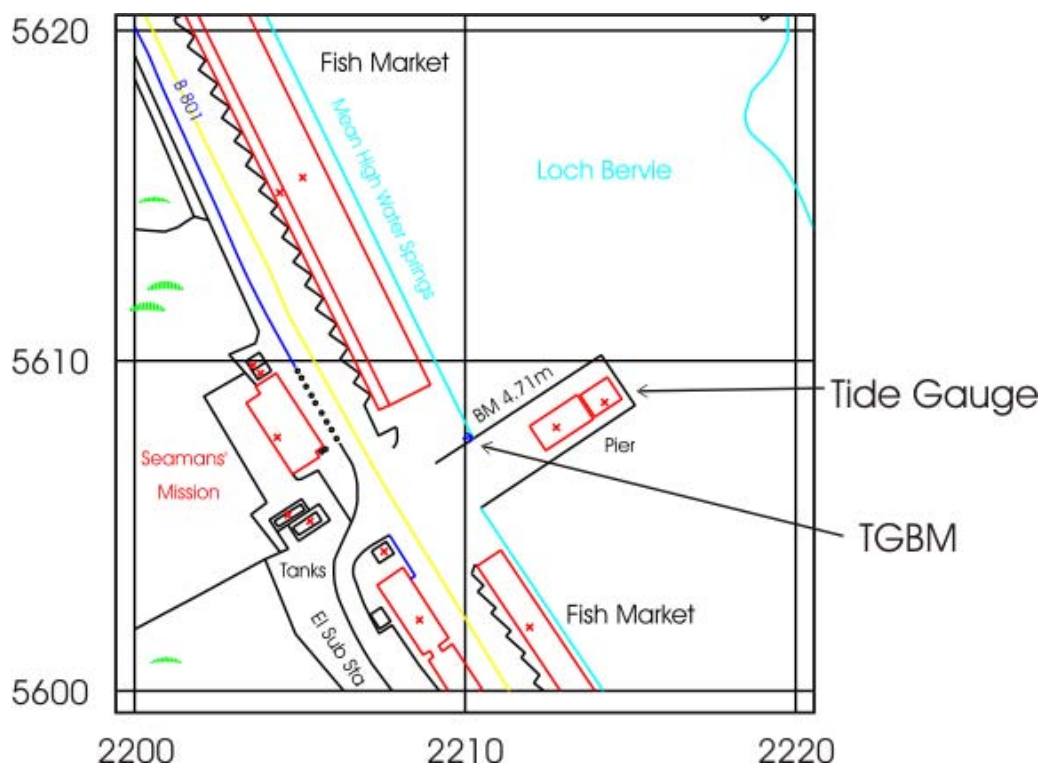 5620
Fish Market
B 801
Mean High Water Springs
Loch Bervie
5610
BM 4.71m
Tide Gauge
Pier
Seamans'
Mission
TGBM
Tanks
El Sub Sta
Fish Market
5600
2200
2210
2220